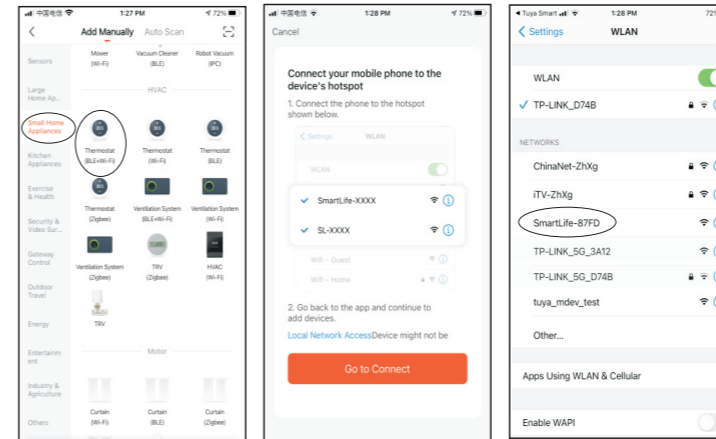 中国电信 1:27 PM 72%
Add Manually Auto Scan
Sensors
Large
Home Ap...
Small Home
Appliances
Kitchen
Appliances
Exercise
& Health
Security &
Video Sur...
Gateway
Control
Outdoor
Travel
Energy
Entertainm
ent
Industry &
Agriculture
Others
Mower
(Wi-Fi)
Vacuum Cleaner
(BLE)
Robot Vacuum
(IPC)
HVAC
Thermostat
(BLE+Wi-Fi)
Thermostat
(Wi-Fi)
Thermostat
(BLE)
Thermostat
(Zigbee)
Ventilation System
(BLE+Wi-Fi)
Ventilation System
(Wi-Fi)
Ventilation System
(Zigbee)
TRV
(Zigbee)
HVAC
(Wi-Fi)
TRV
Motor
Curtain
(Wi-Fi)
Curtain
(BLE)
Curtain
(Zigbee)
中国电信 1:28 PM 72%
Cancel
Connect your mobile phone to the
device's hotspot
1. Connect the phone to the hotspot
shown below.
Settings WLAN
WLAN
SmartLife-XXXX
SL-XXXX
Wifi - Guest
Wifi - Home
2. Go back to the app and continue to
add devices.
Local Network AccessDevice might not be
Go to Connect
Tuya Smart 1:28 PM 72
Settings WLAN
WLAN
TP-LINK_D74B
NETWORKS
ChinaNet-ZhXg
iTV-ZhXg
SmartLife-87FD
TP-LINK_5G_3A12
TP-LINK_5G_D74B
tuya_mdev_test
Other...
Apps Using WLAN & Cellular
Enable WAPI